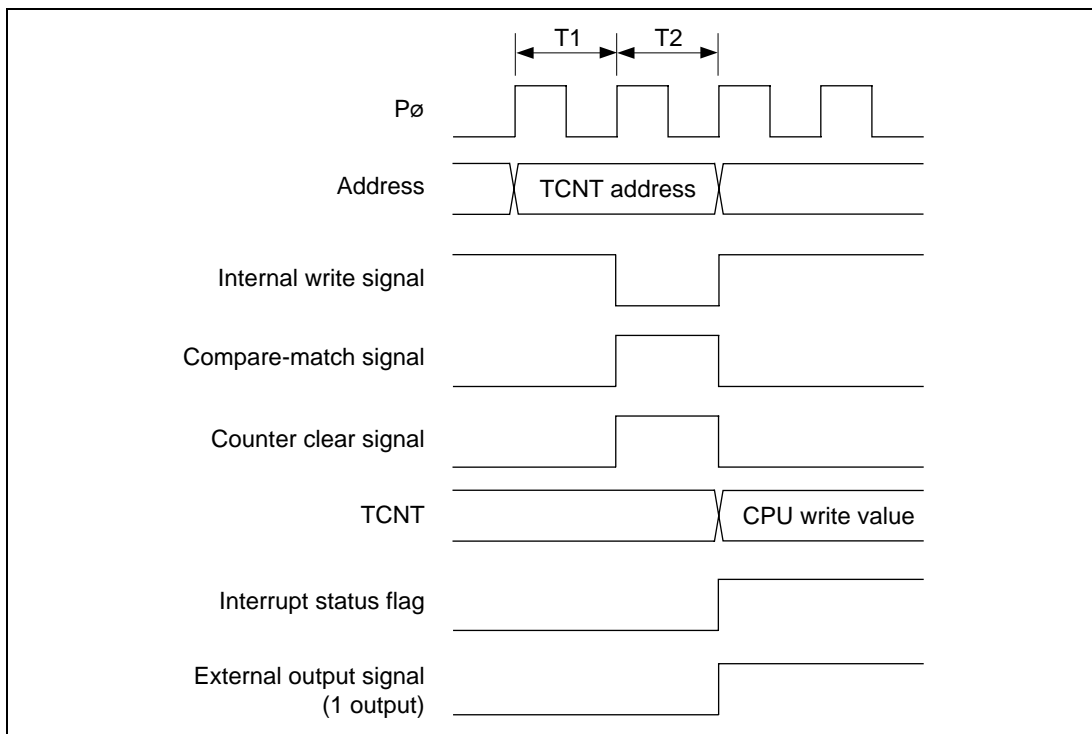 T1 T2
Pø
Address TCNT address
Internal write signal
Compare-match signal
Counter clear signal
TCNT CPU write value
Interrupt status flag
External output signal
(1 output)